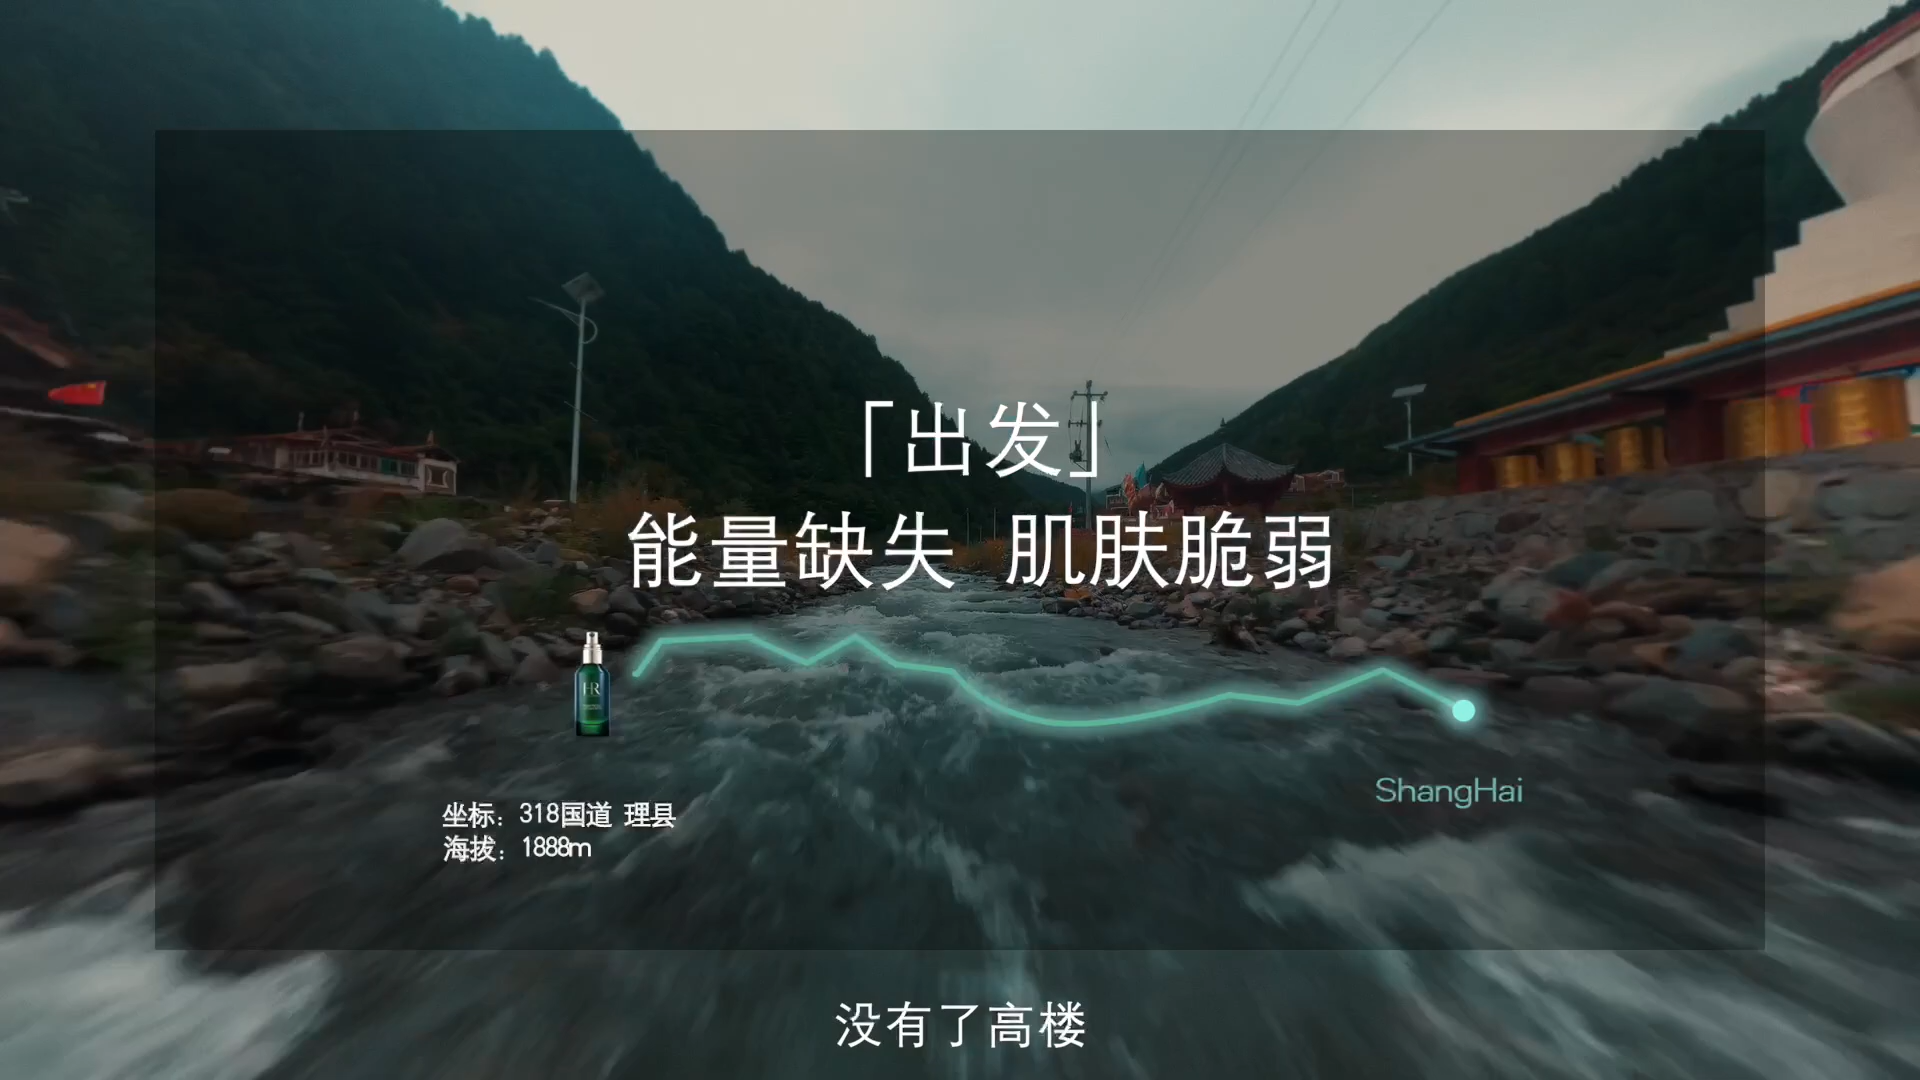 「出发」
能量缺失 肌肤脆弱
HR
ShangHai
坐标：318国道 理县
海拔：1888m
没有了高楼